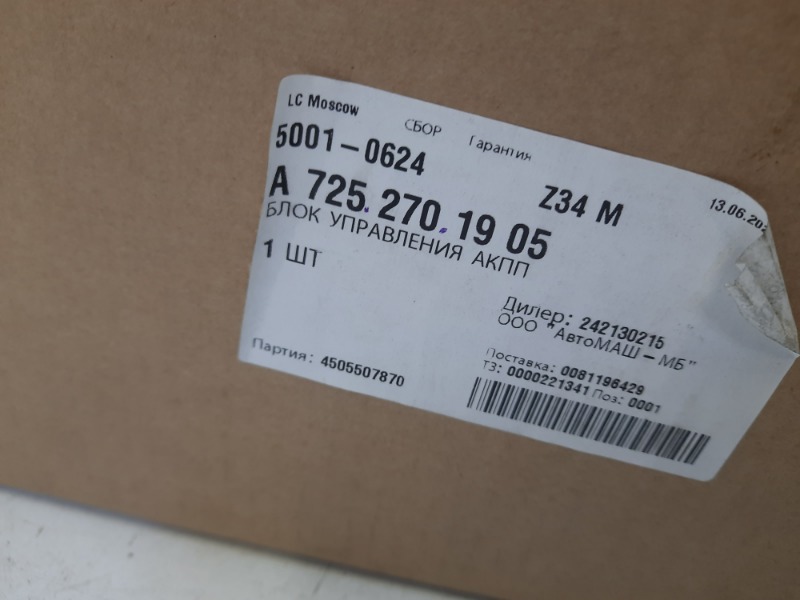 LC Moscow
СБОР Гарантия
5001-0624
Z34 M
13.06.202
A 725.270.19 05
БЛОК УПРАВЛЕНИЯ АКПП
1 ШТ
Дилер: 242130215
ООО "АвтоМАШ-МБ"
Партия: 4505507870
Поставка: 0081196429
ТЗ: 0000221341 Поз: 0001